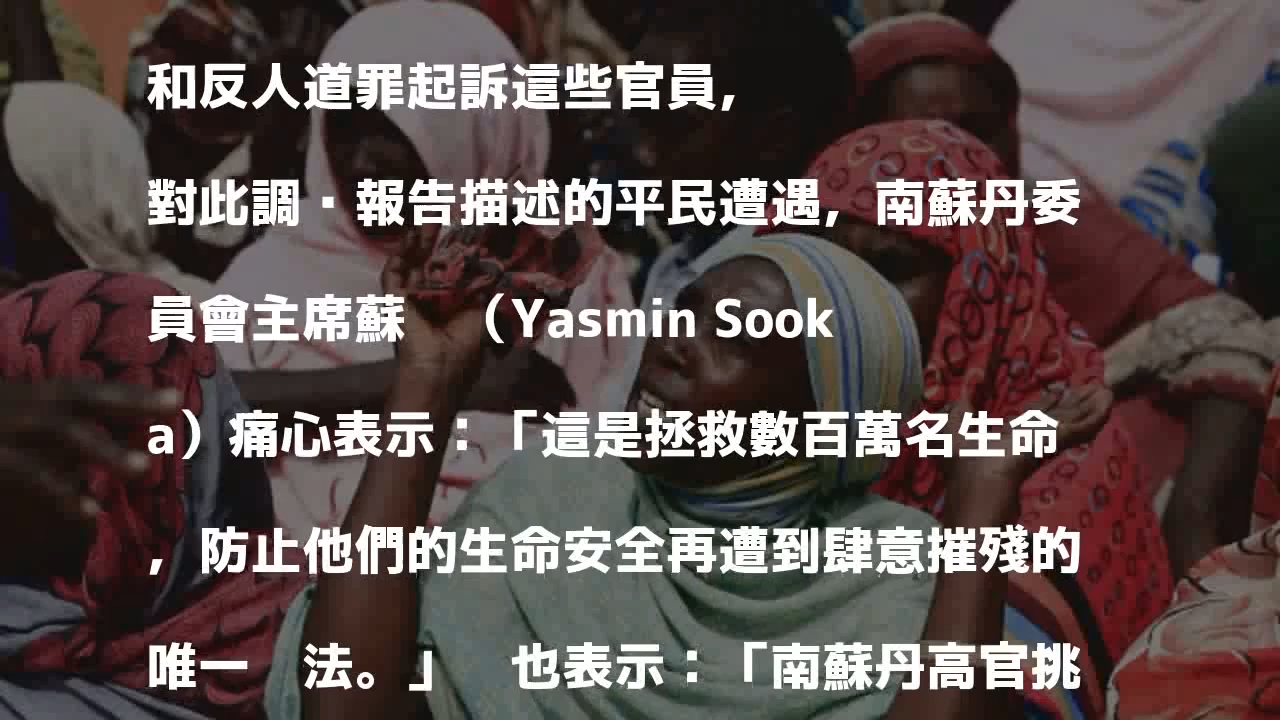 和反人道罪起訴這些官員，
對此調·報告描述的平民遭遇，南蘇丹委
員會主席蘇　（Yasmin Sook
a）痛心表示：「這是拯救數百萬名生命
，防止他們的生命安全再遭到肆意摧殘的
唯一　法。」　也表示：「南蘇丹高官挑